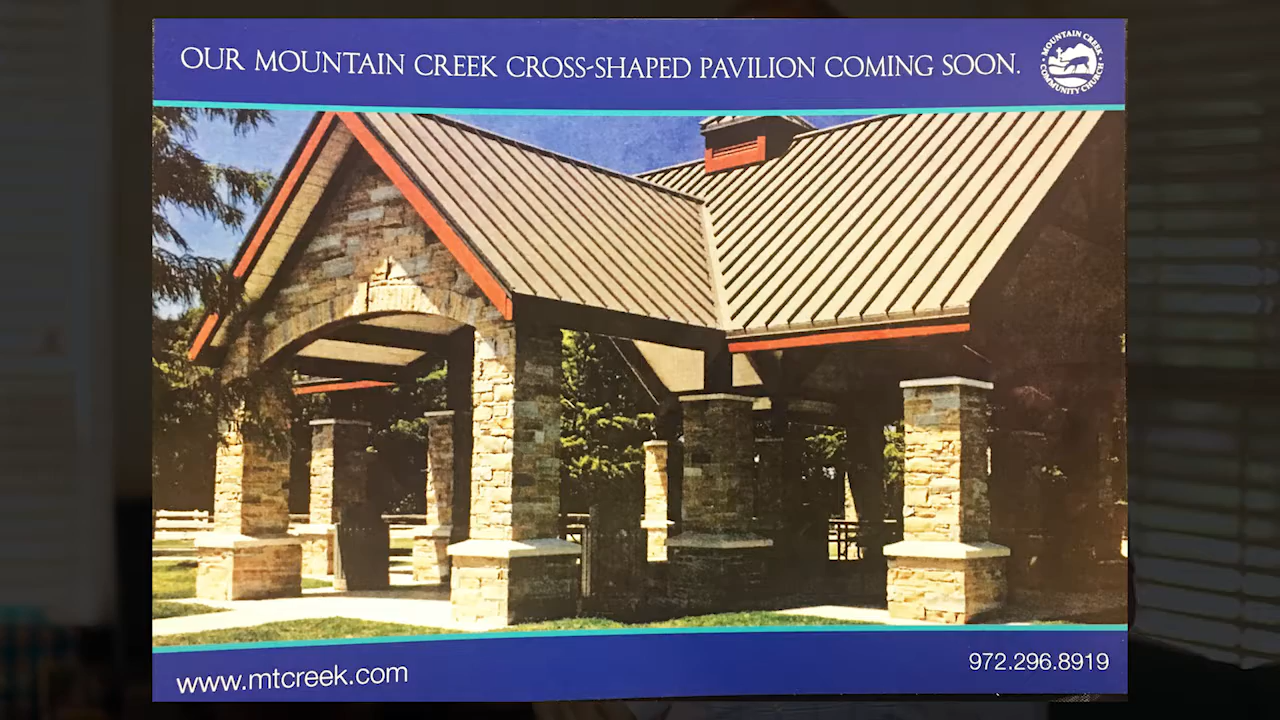 OUR MOUNTAIN CREEK CROSS-SHAPED PAVILION COMING SOON.
MOUNTAIN CREEK
COMMUNITY CHURCH
www.mtcreek.com
972.296.8919